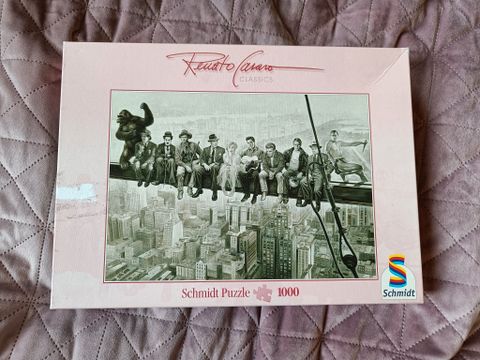 Renato Casaro
CLASSICS
Schmidt Puzzle 1000
Schmidt